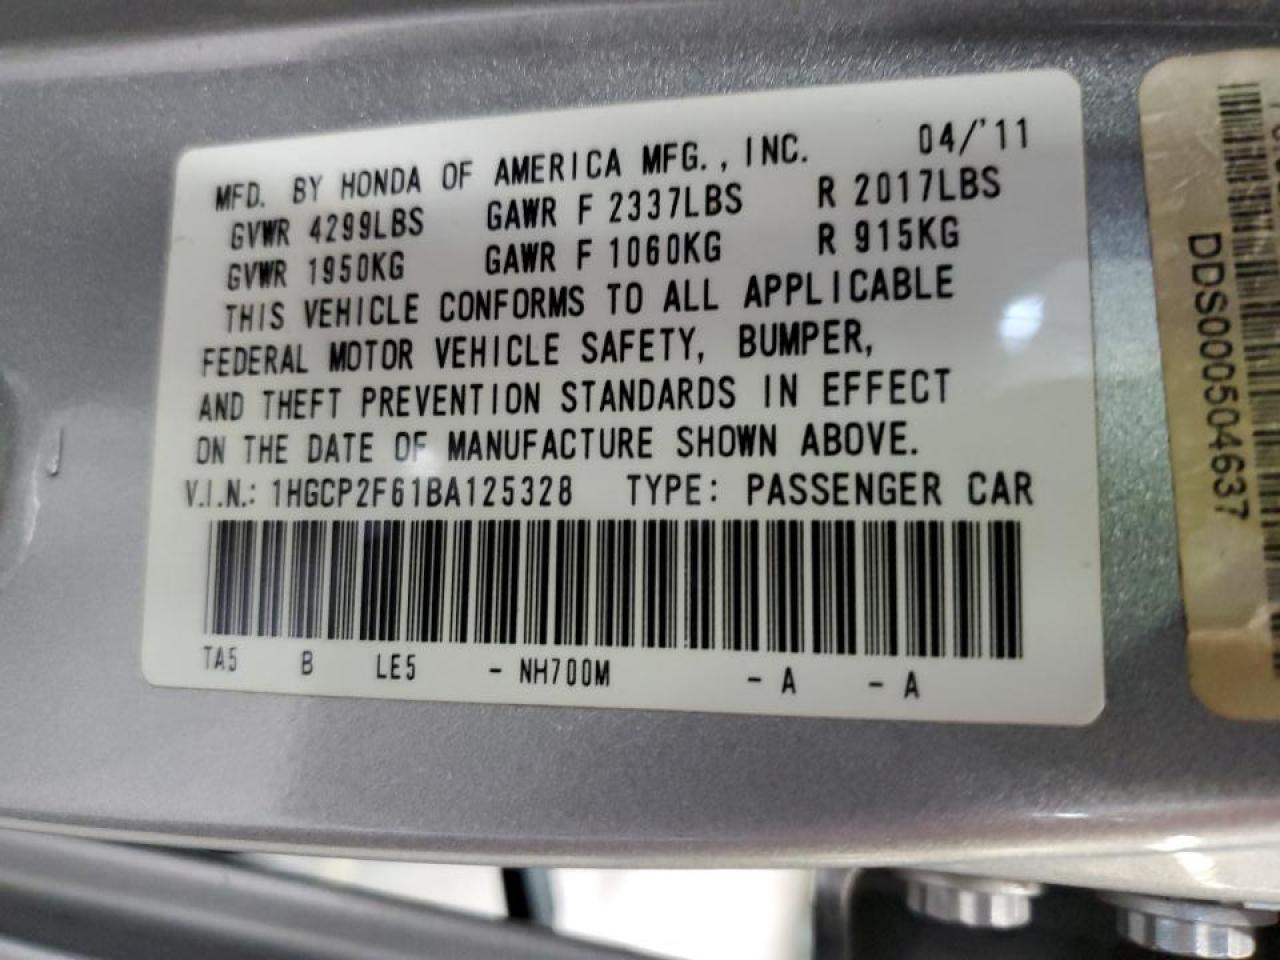 MFD. BY HONDA OF AMERICA MFG., INC. 04/'11
GVWR 4299LBS GAWR F 2337LBS R 2017LBS
GVWR 1950KG GAWR F 1060KG R 915KG
THIS VEHICLE CONFORMS TO ALL APPLICABLE
FEDERAL MOTOR VEHICLE SAFETY, BUMPER,
AND THEFT PREVENTION STANDARDS IN EFFECT
ON THE DATE OF MANUFACTURE SHOWN ABOVE.
V.I.N.: 1HGCP2F61BA125328 TYPE: PASSENGER CAR
TA5 B LE5 - NH700M - A - A
DDS000504637